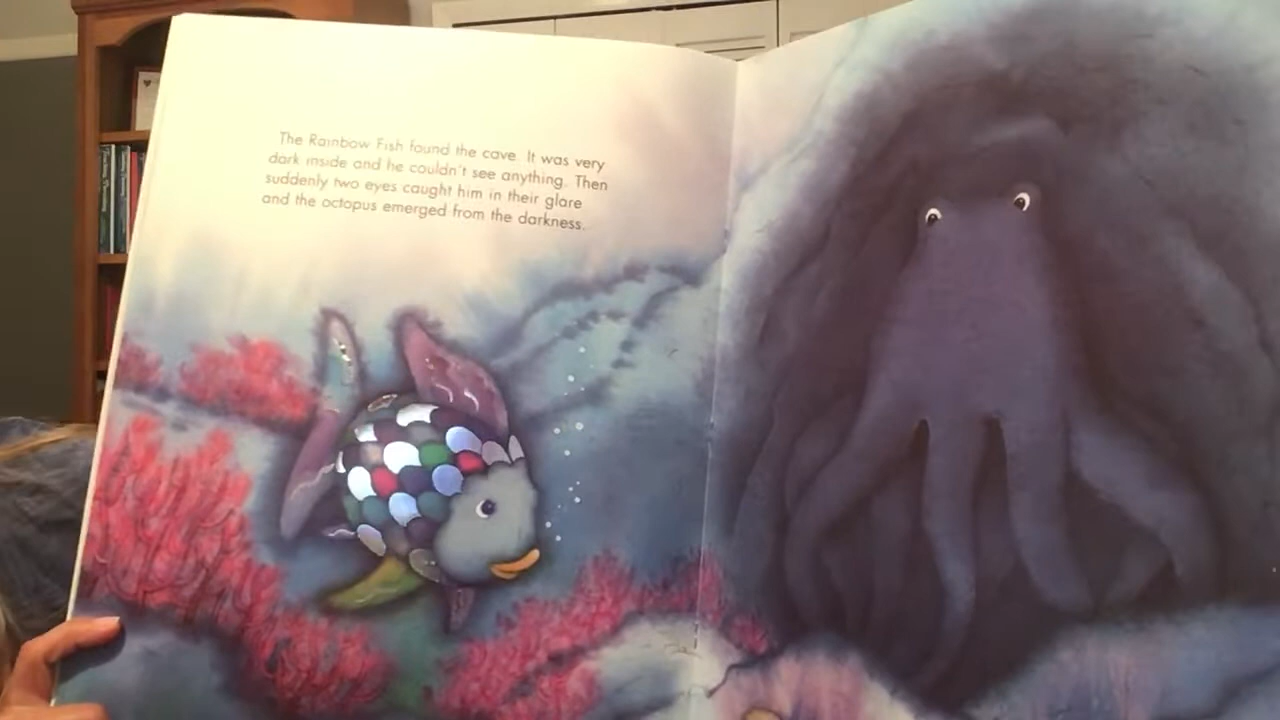 The Rainbow Fish found the cave. It was very
dark inside and he couldn't see anything. Then
suddenly two eyes caught him in their glare
and the octopus emerged from the darkness.